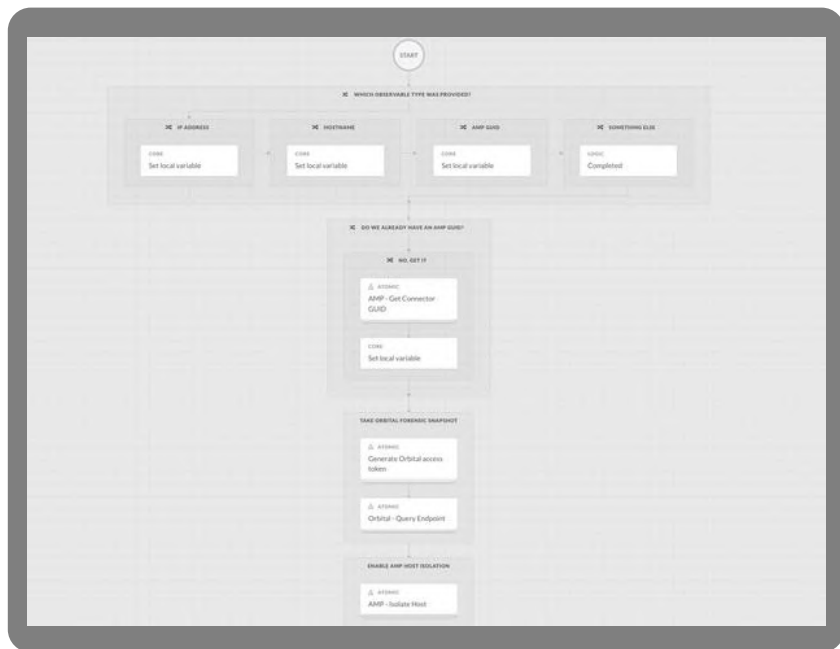 START
WHICH OBSERVABLE TYPE WAS PROVIDED?
IP ADDRESS
HOSTNAME
AMP GUID
SOMETHING ELSE
CORE
Set local variable
CORE
Set local variable
CORE
Set local variable
LOGIC
Completed
DO WE ALREADY HAVE AN AMP GUID?
NO, GET IT
ATOMIC
AMP - Get Connector
GUID
CORE
Set local variable
TAKE ORBITAL FORENSIC SNAPSHOT
ATOMIC
Generate Orbital access
token
ATOMIC
Orbital - Query Endpoint
ENABLE AMP HOST ISOLATION
ATOMIC
AMP - Isolate Host